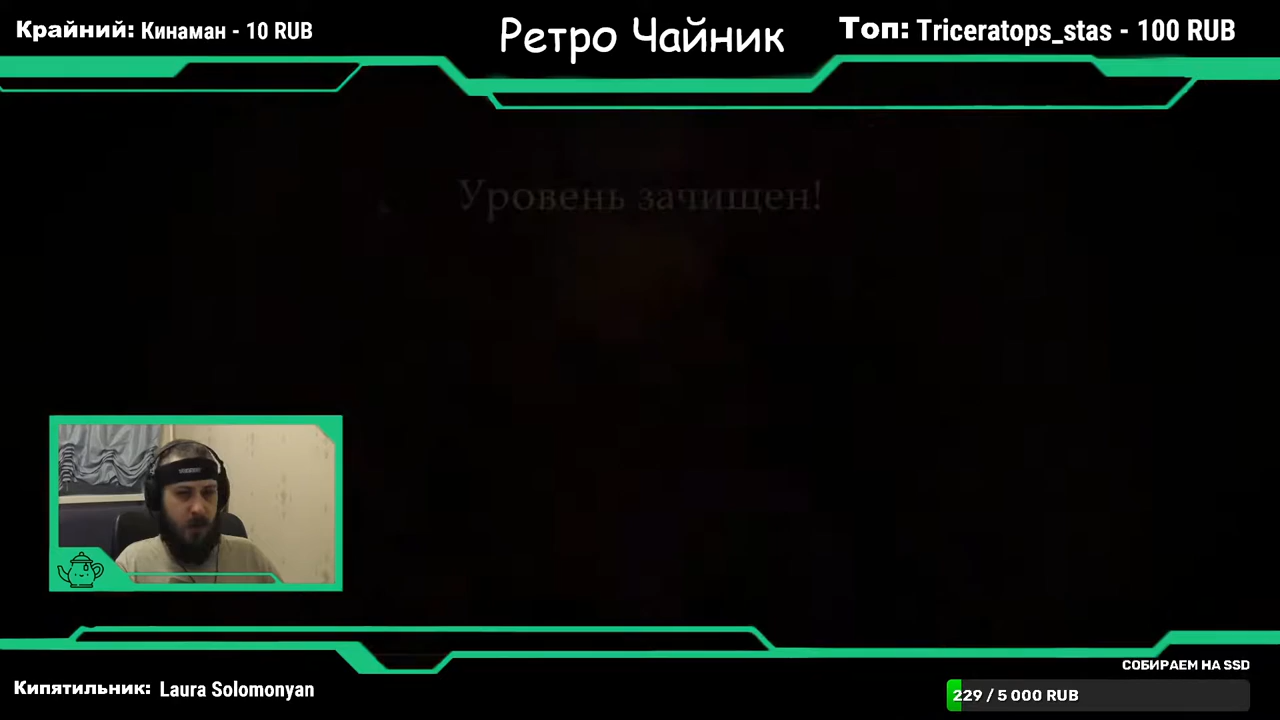 Крайний: Кинаман - 10 RUB
Ретро Чайник
Топ: Triceratops_stas - 100 RUB
Уровень зачищен!
Кипятильник: Laura Solomonyan
СОБИРАЕМ НА SSD
229 / 5 000 RUB